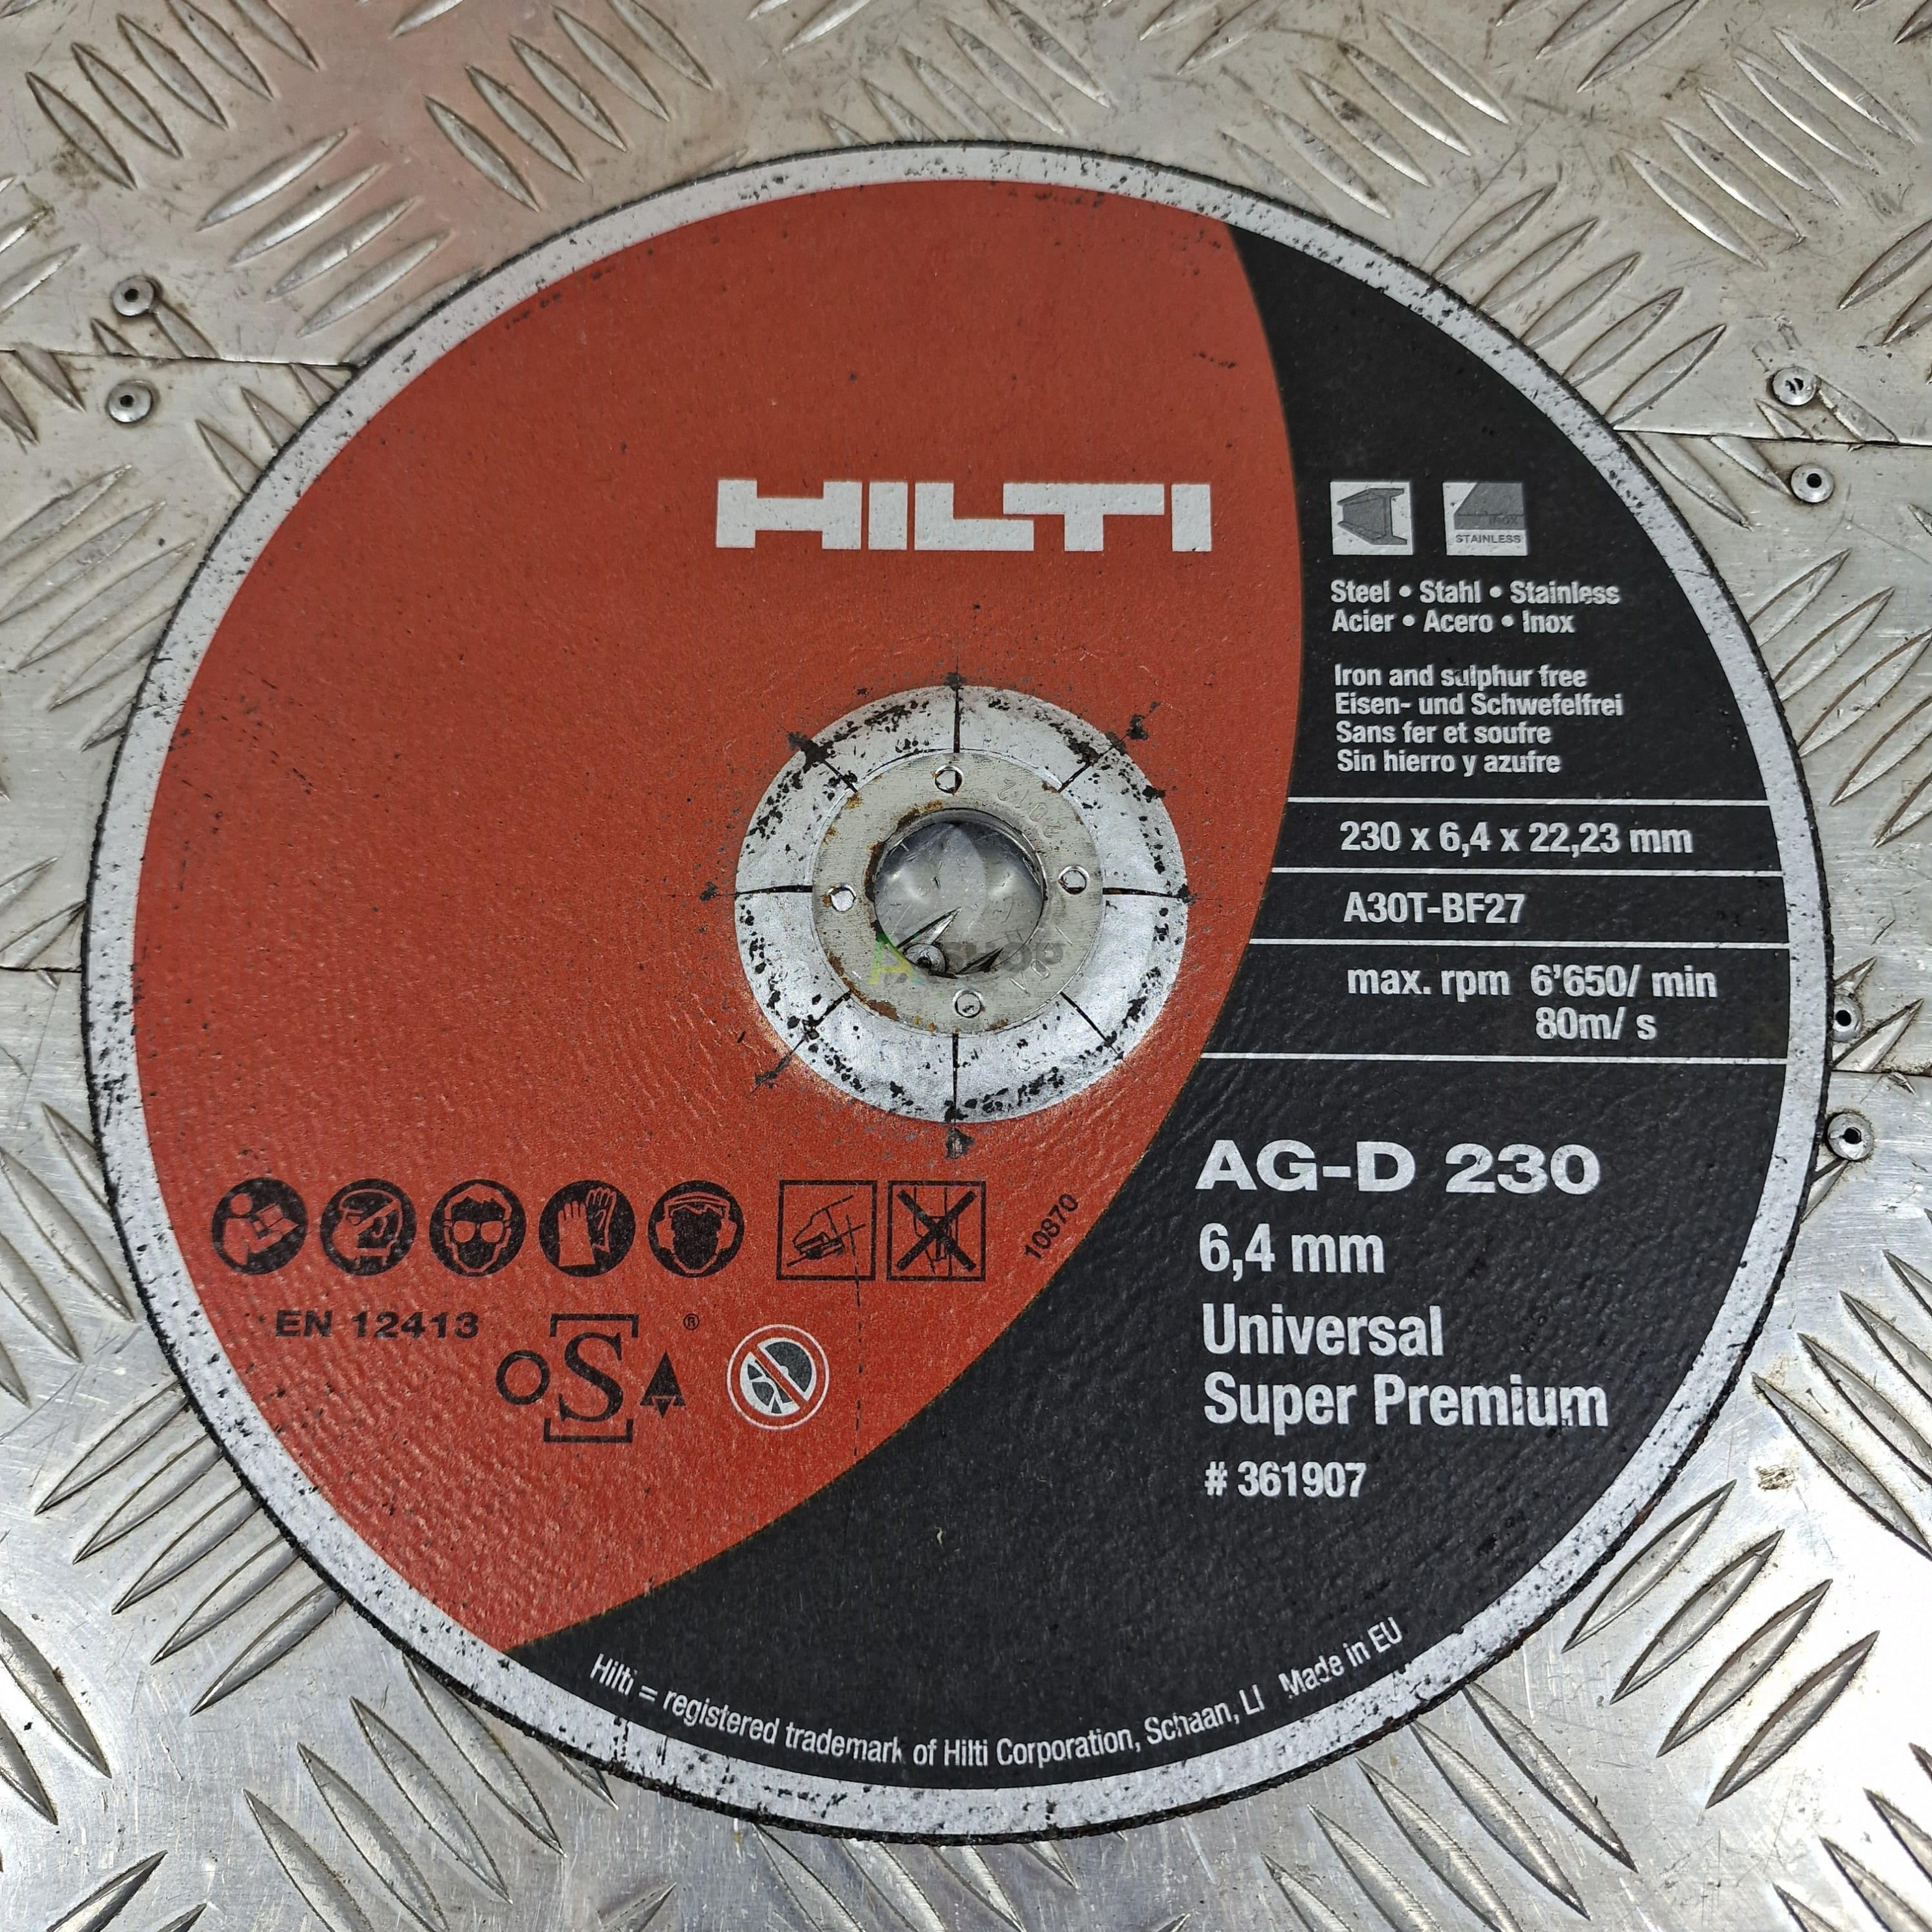 HILTI
INOX
STAINLESS
Steel • Stahl • Stainless
Acier • Acero • Inox
Iron and sulphur free
Eisen- und Schwefelfrei
Sans fer et soufre
Sin hierro y azufre
230 x 6,4 x 22,23 mm
A30T-BF27
max. rpm 6'650/ min
80m/ s
AG-D 230
6,4 mm
Universal
Super Premium
# 361907
10870
EN 12413
OSA ®
Hilti = registered trademark of Hilti Corporation, Schaan, LI Made in EU